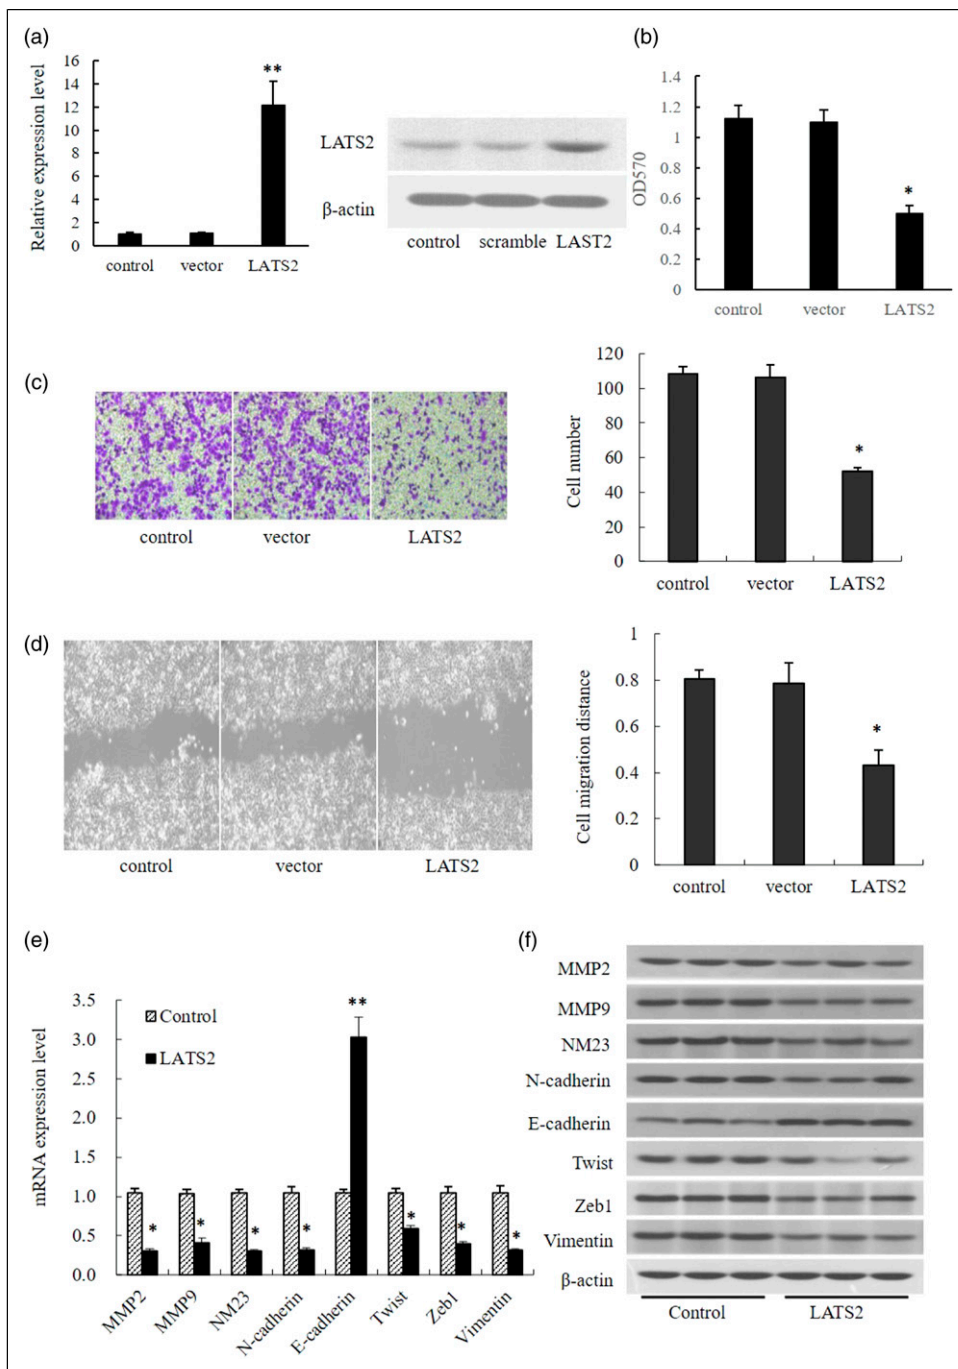 (a)
Relative expression level
16
14
12
10
8
6
4
2
0
**
control vector LATS2
LATS2
β-actin
control scramble LAST2
(b)
OD570
1.4
1.2
1
0.8
0.6
0.4
0.2
0
*
control vector LATS2
(c)
control vector LATS2
Cell number
120
100
80
60
40
20
0
*
control vector LATS2
(d)
control vector LATS2
Cell migration distance
1
0.8
0.6
0.4
0.2
0
*
control vector LATS2
(e)
mRNA expression level
3.5
3.0
2.5
2.0
1.5
1.0
0.5
0.0
Control
LATS2
* * * * ** * * *
MMP2 MMP9 NM23 N-cadherin E-cadherin Twist Zeb1 Vimentin
(f)
MMP2
MMP9
NM23
N-cadherin
E-cadherin
Twist
Zeb1
Vimentin
β-actin
Control LATS2